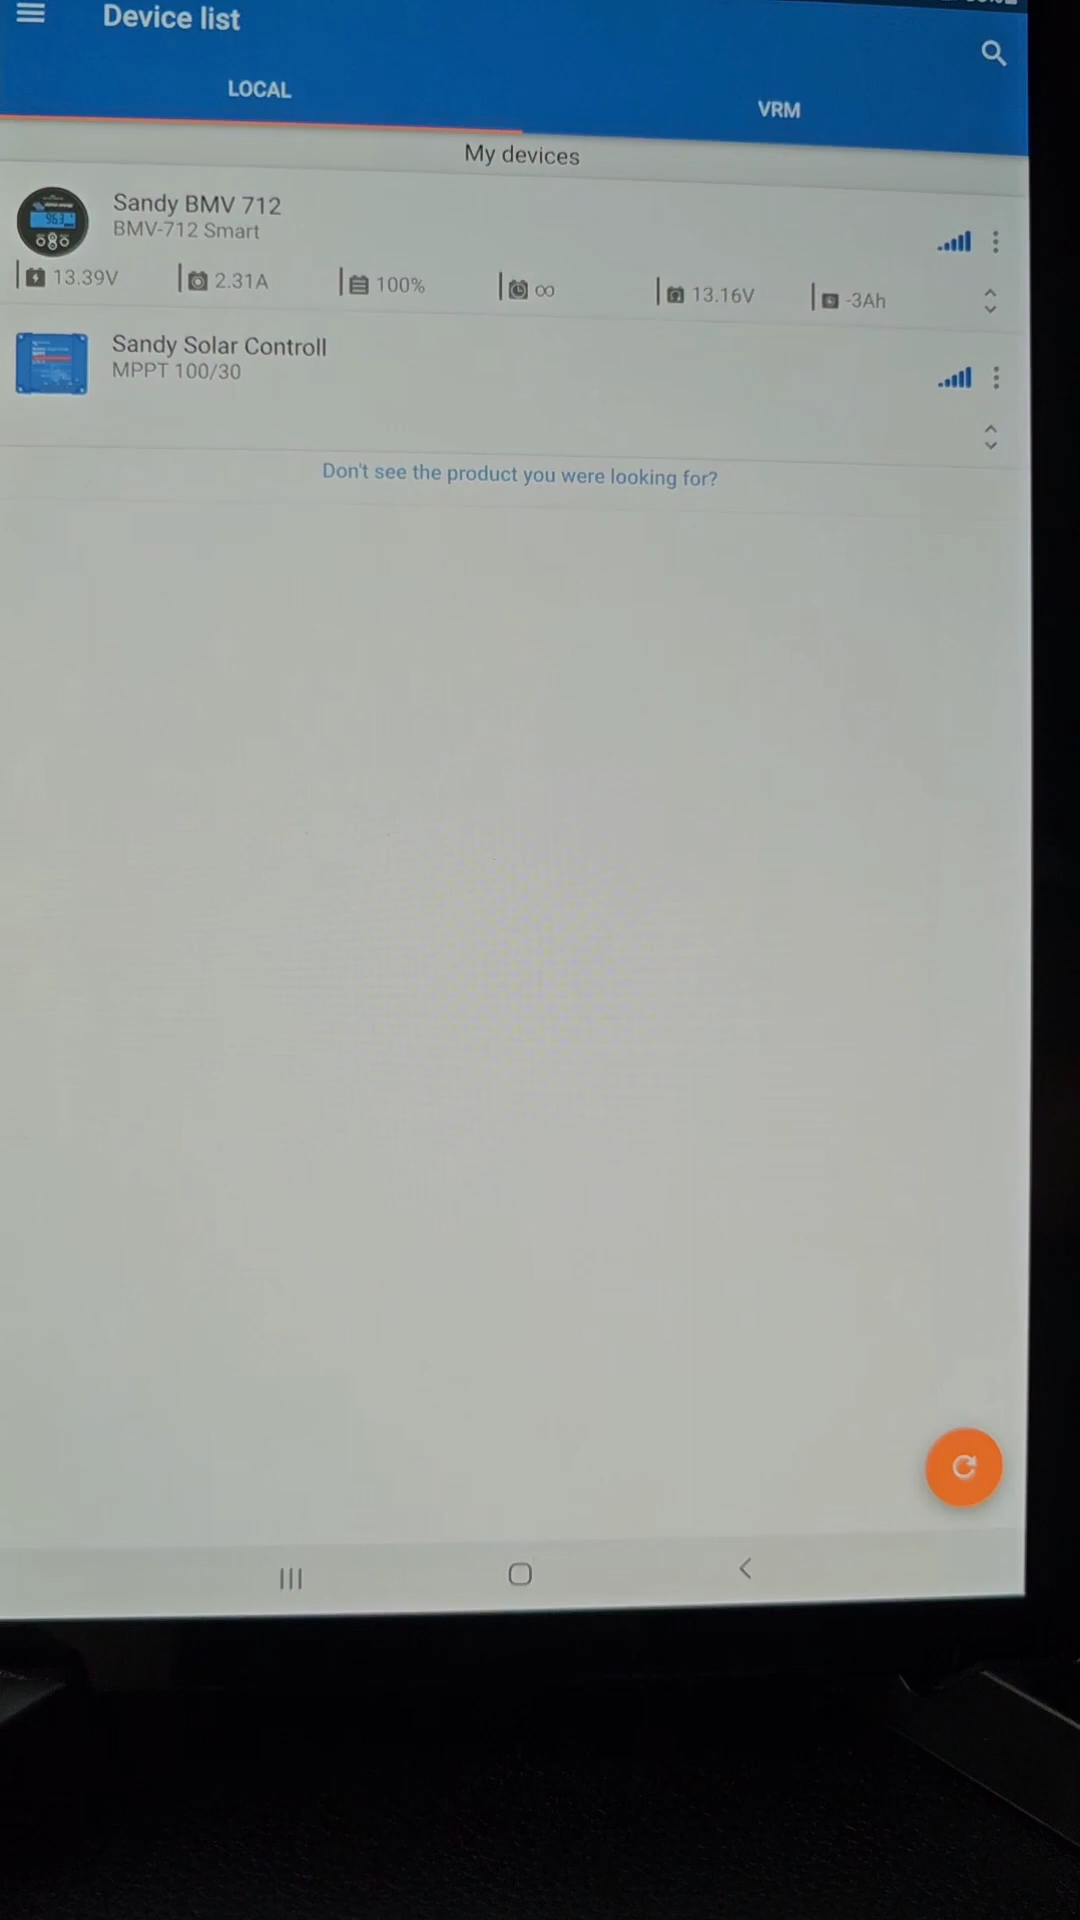 Device list
LOCAL
VRM
My devices
Sandy BMV 712
BMV-712 Smart
13.39V
2.31A
100%
∞
13.16V
-3Ah
Sandy Solar Controll
MPPT 100/30
Don't see the product you were looking for?